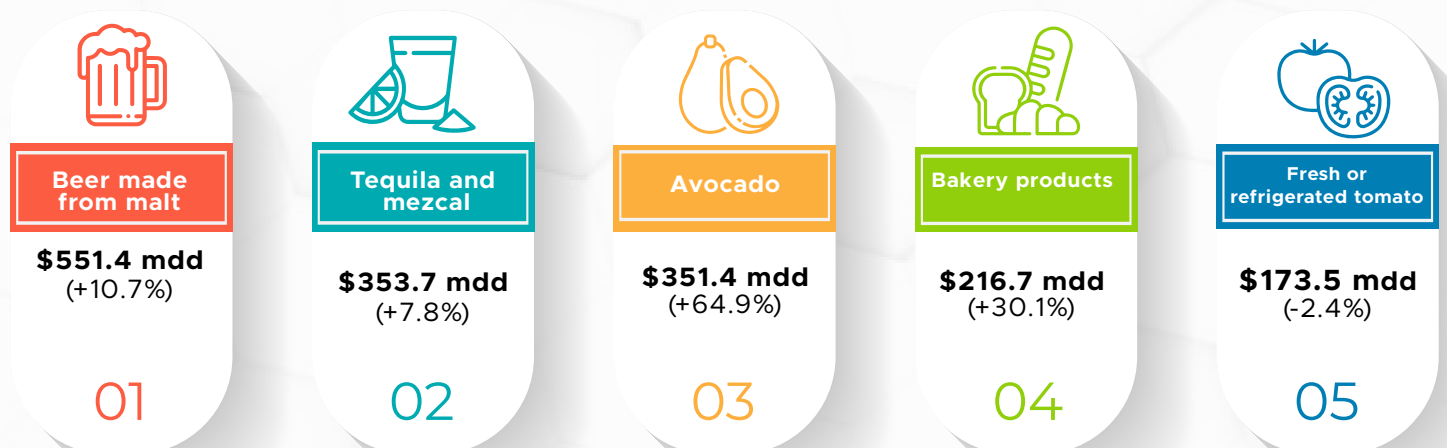 Beer made
from malt
$551.4 mdd
(+10.7%)
01
Tequila and
mezcal
$353.7 mdd
(+7.8%)
02
Avocado
$351.4 mdd
(+64.9%)
03
Bakery products
$216.7 mdd
(+30.1%)
04
Fresh or
refrigerated tomato
$173.5 mdd
(-2.4%)
05